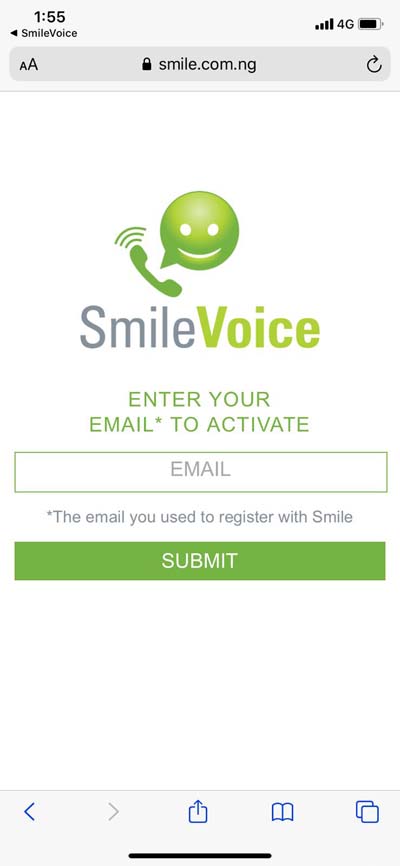 1:55
4G
SmileVoice
AA
smile.com.ng
SmileVoice
ENTER YOUR
EMAIL* TO ACTIVATE
EMAIL
*The email you used to register with Smile
SUBMIT